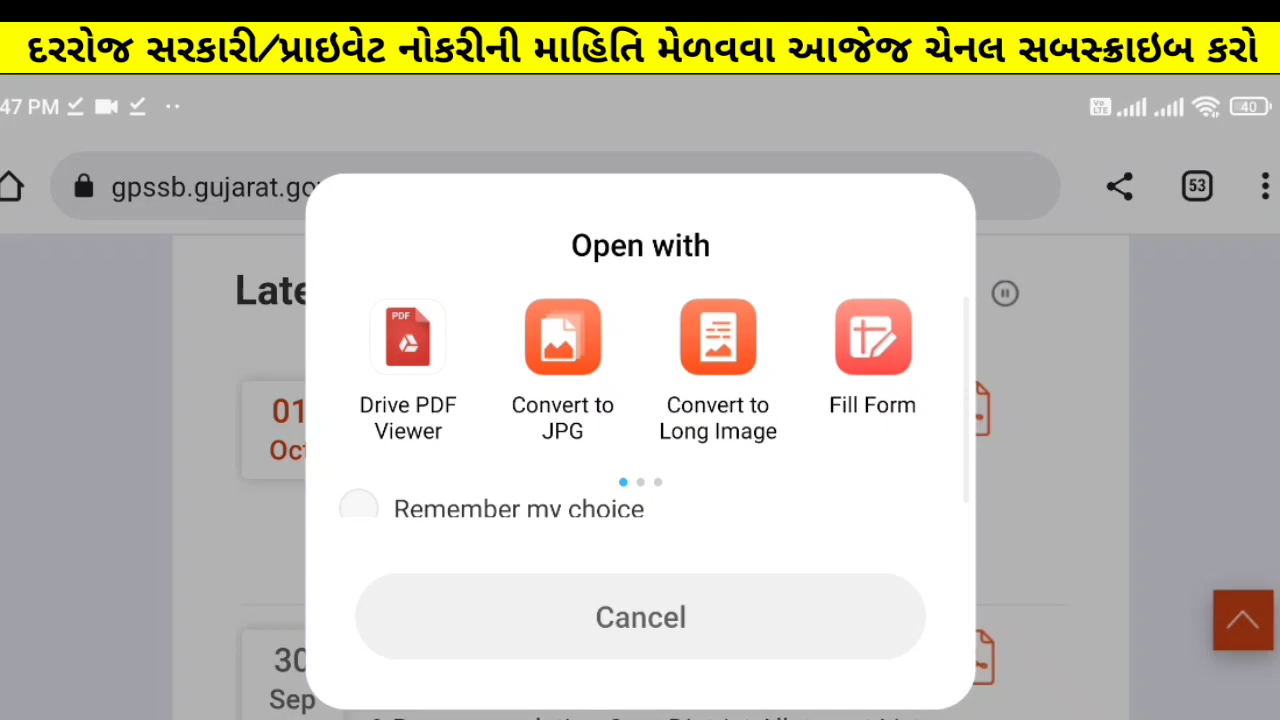 દરરોજ સરકારી/પ્રાઇવેટ નોકરીની માહિતિ મેળવવા આજેજ ચેનલ સબસ્ક્રાઇબ કરો
47 PM
Vo LTE
40
gpssb.gujarat.go
53
Open with
Late
PDF
Drive PDF Viewer
Convert to JPG
Convert to Long Image
Fill Form
01
Oct
Remember my choice
Cancel
30
Sep